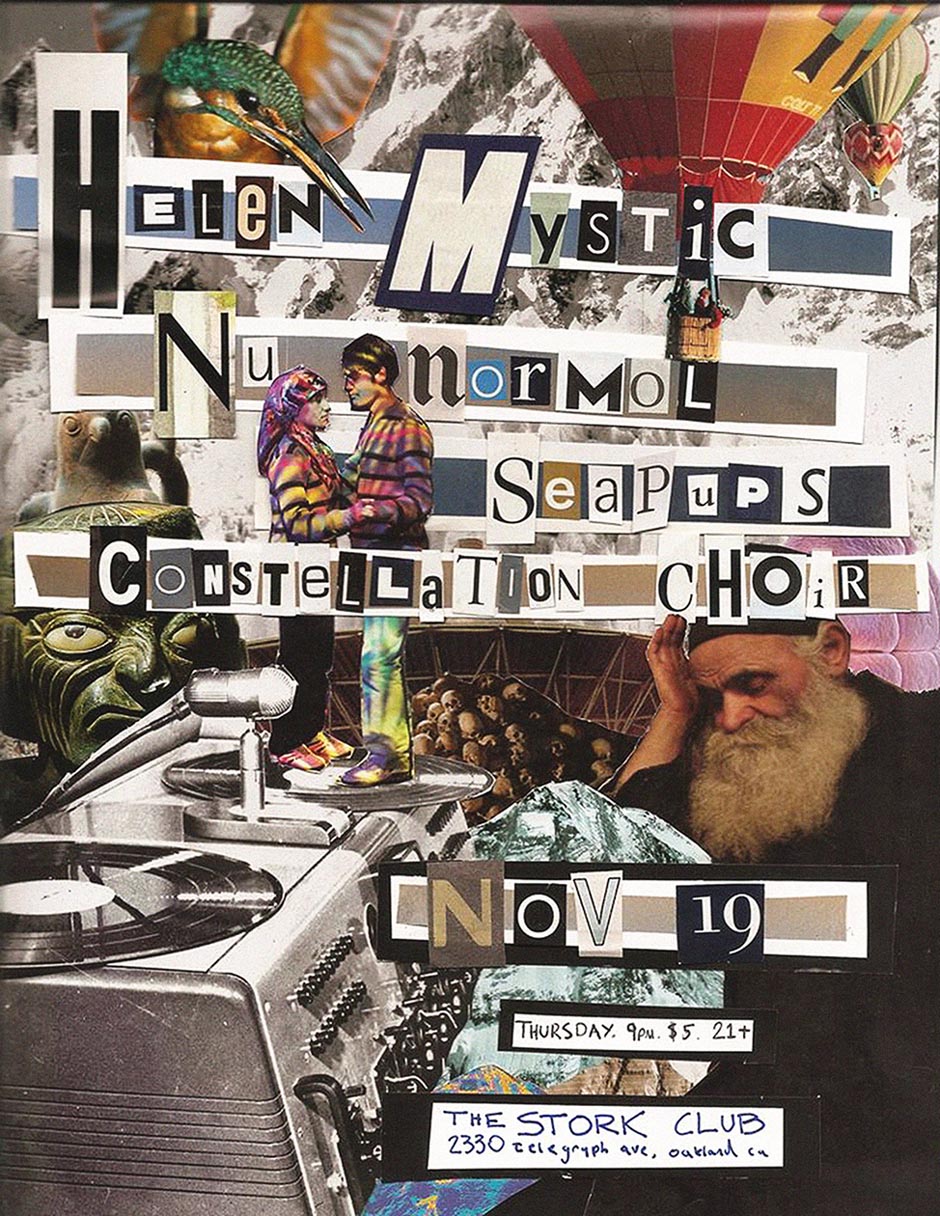 HELeN MYSTiC
NU nORMOL
SeaPUPS
CONSTeLLaTION CHOiR
NOV 19
THURSDAY. 9PM. $5. 21+
THE STORK CLUB
2330 telegryph ave, oakland ca